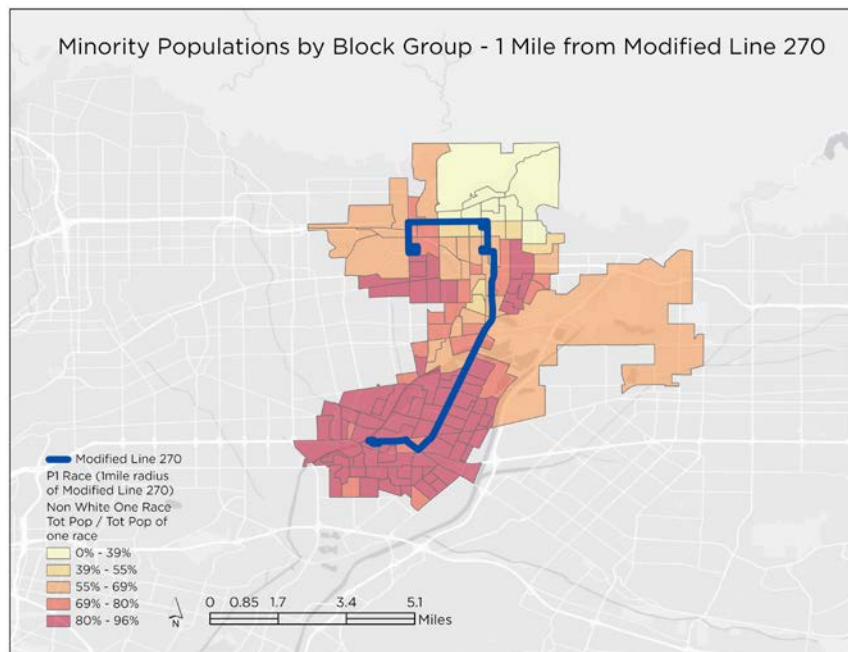 Minority Populations by Block Group - 1 Mile from Modified Line 270
Modified Line 270
P1 Race (1mile radius
of Modified Line 270)
Non White One Race
Tot Pop / Tot Pop of
one race
0% - 39%
39% - 55%
55% - 69%
69% - 80%
80% - 96%
N
0 0.85 1.7 3.4 5.1
Miles